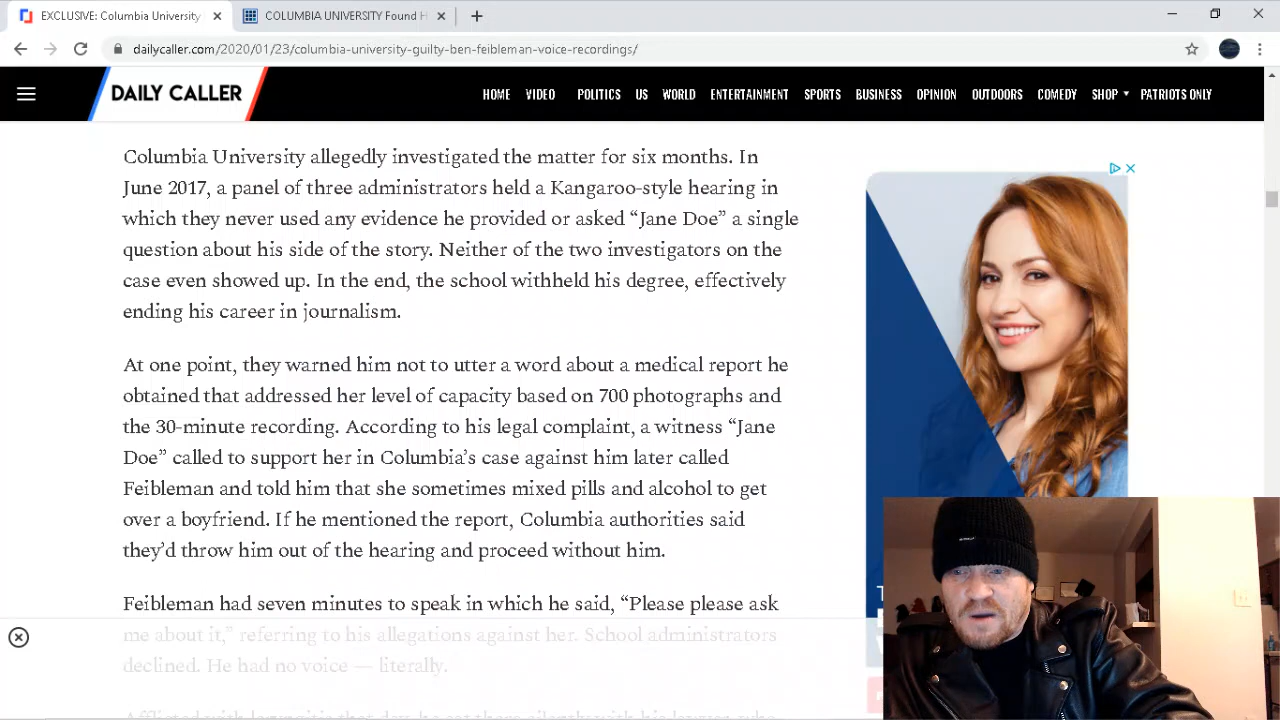 EXCLUSIVE: Columbia University
COLUMBIA UNIVERSITY Found H
dailycaller.com/2020/01/23/columbia-university-guilty-ben-feibleman-voice-recordings/
DAILY CALLER
HOME VIDEO POLITICS US WORLD ENTERTAINMENT SPORTS BUSINESS OPINION OUTDOORS COMEDY SHOP PATRIOTS ONLY
Columbia University allegedly investigated the matter for six months. In
June 2017, a panel of three administrators held a Kangaroo-style hearing in
which they never used any evidence he provided or asked “Jane Doe” a single
question about his side of the story. Neither of the two investigators on the
case even showed up. In the end, the school withheld his degree, effectively
ending his career in journalism.
At one point, they warned him not to utter a word about a medical report he
obtained that addressed her level of capacity based on 700 photographs and
the 30-minute recording. According to his legal complaint, a witness “Jane
Doe” called to support her in Columbia’s case against him later called
Feibleman and told him that she sometimes mixed pills and alcohol to get
over a boyfriend. If he mentioned the report, Columbia authorities said
they’d throw him out of the hearing and proceed without him.
Feibleman had seven minutes to speak in which he said, “Please please ask
me about it,” referring to his allegations against her. School administrators
declined. He had no voice — literally.